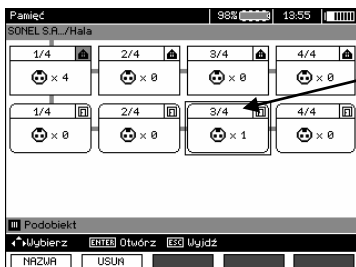 Pamięć 98% 13:55
SONEL S.A../Hala
1/4 2/4 3/4 4/4
× 4 × 0 × 0 × 0
1/4 2/4 3/4 4/4
× 0 × 0 × 1 × 0
Podobiekt
Wybierz ENTER Otwórz ESC Wyjdź
NAZWA USUŃ